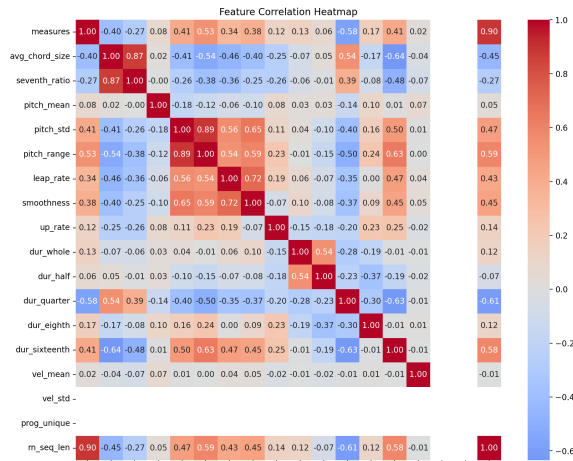 Feature Correlation Heatmap
measures 1.00 -0.40 -0.27 0.08 0.41 0.53 0.34 0.38 0.12 0.13 0.06 -0.58 0.17 0.41 0.02 0.90
avg_chord_size -0.40 1.00 0.87 0.02 -0.41 -0.54 -0.46 -0.40 -0.25 -0.07 0.05 0.54 -0.17 -0.64 -0.04 -0.45
seventh_ratio -0.27 0.87 1.00 -0.00 -0.26 -0.38 -0.36 -0.25 -0.26 -0.06 -0.01 0.39 -0.08 -0.48 -0.07 -0.27
pitch_mean 0.08 0.02 -0.00 1.00 -0.18 -0.12 -0.06 -0.10 0.08 0.03 0.03 -0.14 0.10 0.01 0.07 0.05
pitch_std 0.41 -0.41 -0.26 -0.18 1.00 0.89 0.56 0.65 0.11 0.04 -0.10 -0.40 0.16 0.50 0.01 0.47
pitch_range 0.53 -0.54 -0.38 -0.12 0.89 1.00 0.54 0.59 0.23 -0.01 -0.15 -0.50 0.24 0.63 0.00 0.59
leap_rate 0.34 -0.46 -0.36 -0.06 0.56 0.54 1.00 0.72 0.19 0.06 -0.07 -0.35 0.00 0.47 0.04 0.43
smoothness 0.38 -0.40 -0.25 -0.10 0.65 0.59 0.72 1.00 -0.07 0.10 -0.08 -0.37 0.09 0.45 0.05 0.45
up_rate 0.12 -0.25 -0.26 0.08 0.11 0.23 0.19 -0.07 1.00 -0.15 -0.18 -0.20 0.23 0.25 -0.02 0.14
dur_whole 0.13 -0.07 -0.06 0.03 0.04 -0.01 0.06 0.10 -0.15 1.00 0.54 -0.28 -0.19 -0.01 -0.01 0.12
dur_half 0.06 0.05 -0.01 0.03 -0.10 -0.15 -0.07 -0.08 -0.18 0.54 1.00 -0.23 -0.37 -0.19 -0.02 -0.07
dur_quarter -0.58 0.54 0.39 -0.14 -0.40 -0.50 -0.35 -0.37 -0.20 -0.28 -0.23 1.00 -0.30 -0.63 -0.01 -0.61
dur_eighth 0.17 -0.17 -0.08 0.10 0.16 0.24 0.00 0.09 0.23 -0.19 -0.37 -0.30 1.00 -0.01 0.01 0.12
dur_sixteenth 0.41 -0.64 -0.48 0.01 0.50 0.63 0.47 0.45 0.25 -0.01 -0.19 -0.63 -0.01 1.00 -0.01 0.58
vel_mean 0.02 -0.04 -0.07 0.07 0.01 0.00 0.04 0.05 -0.02 -0.01 -0.02 -0.01 0.01 -0.01 1.00 -0.01
vel_std
prog_unique
rn_seq_len 0.90 -0.45 -0.27 0.05 0.47 0.59 0.43 0.45 0.14 0.12 -0.07 -0.61 0.12 0.58 -0.01 1.00
1.0
0.8
0.6
0.4
0.2
0.0
-0.2
-0.4
-0.6